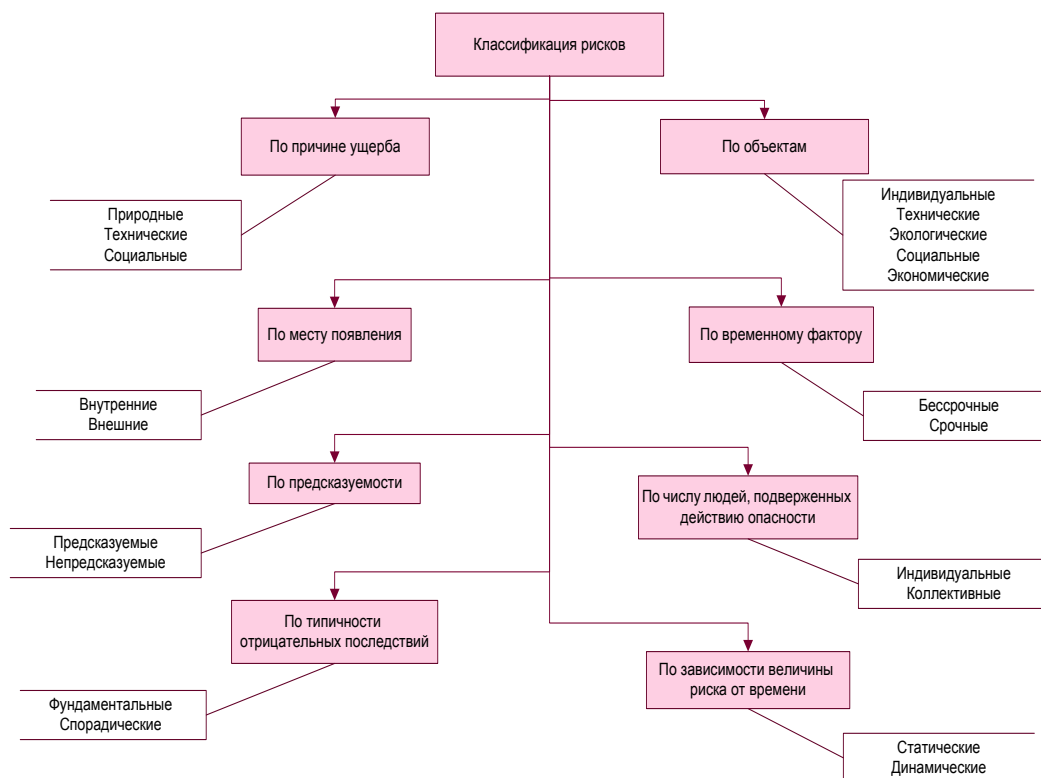 Классификация рисков
По причине ущерба
По объектам
Природные
Технические
Социальные
Индивидуальные
Технические
Экологические
Социальные
Экономические
По месту появления
По временному фактору
Внутренние
Внешние
Бессрочные
Срочные
По предсказуемости
По числу людей, подверженных
действию опасности
Предсказуемые
Непредсказуемые
Индивидуальные
Коллективные
По типичности
отрицательных последствий
По зависимости величины
риска от времени
Фундаментальные
Спорадические
Статические
Динамические